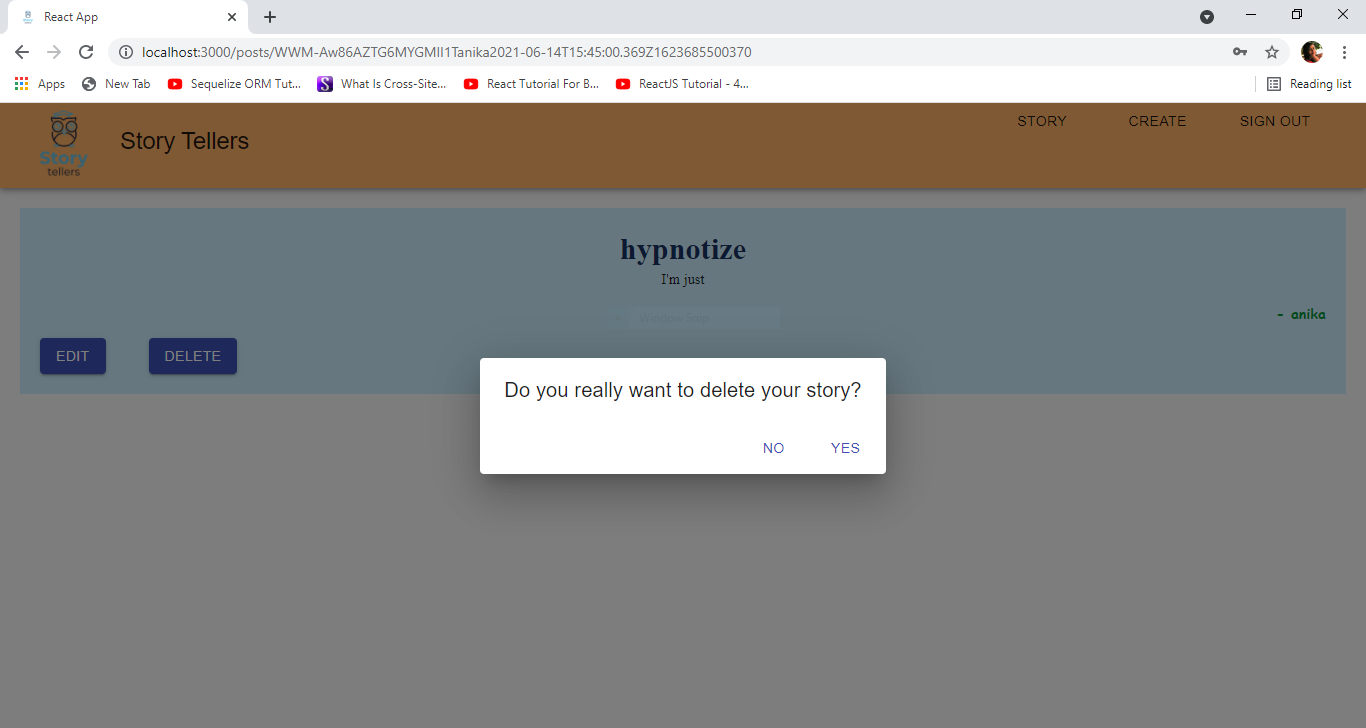 React App
localhost:3000/posts/WWM-Aw86AZTG6MYGMIl1Tanika2021-06-14T15:45:00.369Z1623685500370
Apps New Tab Sequelize ORM Tut... What Is Cross-Site... React Tutorial For B... ReactJS Tutorial - 4... Reading list
Story
tellers
Story Tellers STORY CREATE SIGN OUT
hypnotize
I'm just
- anika
EDIT DELETE
Do you really want to delete your story?
NO YES